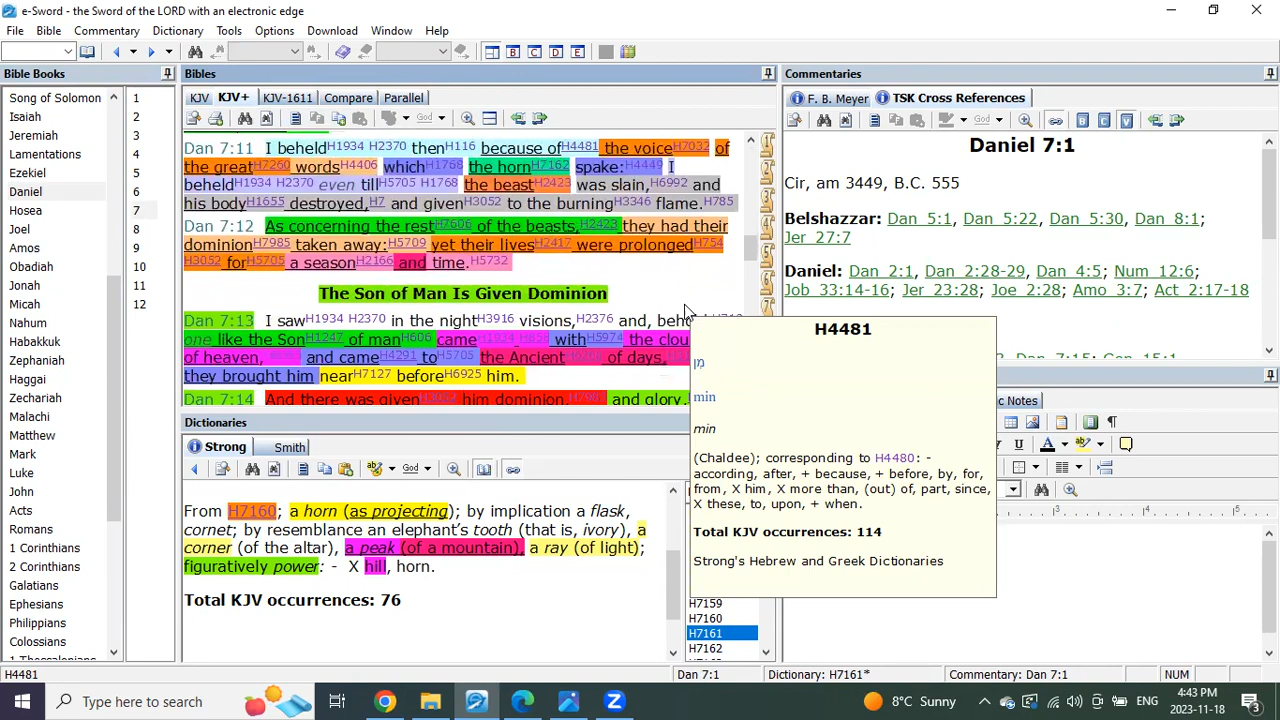 e-Sword - the Sword of the LORD with an electronic edge
File Bible Commentary Dictionary Tools Options Download Window Help
B C D E
Bible Books
Song of Solomon
Isaiah
Jeremiah
Lamentations
Ezekiel
Daniel
Hosea
Joel
Amos
Obadiah
Jonah
Micah
Nahum
Habakkuk
Zephaniah
Haggai
Zechariah
Malachi
Matthew
Mark
Luke
John
Acts
Romans
1 Corinthians
2 Corinthians
Galatians
Ephesians
Philippians
Colossians
1 Thessalonians
1
2
3
4
5
6
7
8
9
10
11
12
Bibles
KJV KJV+ KJV-1611 Compare Parallel
God
Dan 7:11 I beheld H1934 H2370 then H116 because of H4481 the voice H7032 of
the great H7260 words H4406 which H1768 the horn H7162 spake: H4449 I
beheld H1934 H2370 even till H5705 H1768 the beast H2423 was slain, H6992 and
his body H1655 destroyed, H7 and given H3052 to the burning H3346 flame. H785
Dan 7:12 As concerning the rest H7606 of the beasts, H2423 they had their
dominion H7985 taken away: H5709 yet their lives H2417 were prolonged H754
H3052 for H5705 a season H2166 and time. H5732
The Son of Man Is Given Dominion
Dan 7:13 I saw H1934 H2370 in the night H3916 visions, H2376 and,
one like the Son H1247 of man H606 came H1934 H858 with H5974 the
of heaven, and came H4291 to H5705 the Ancient of days,
they brought him near H7127 before H6925 him.
Dan 7:14 And there was given H3052 him dominion, and glory,
Dictionaries
Strong Smith
God
From H7160; a horn (as projecting); by implication a flask,
cornet; by resemblance an elephant's tooth (that is, ivory), a
corner (of the altar), a peak (of a mountain), a ray (of light);
figuratively power: - X hill, horn.
Total KJV occurrences: 76
H7159
H7160
H7161
H7162
Commentaries
F. B. Meyer TSK Cross References
God B C V
Daniel 7:1
Cir, am 3449, B.C. 555
Belshazzar: Dan 5:1, Dan 5:22, Dan 5:30, Dan 8:1;
Jer 27:7
Daniel: Dan 2:1, Dan 2:28-29, Dan 4:5; Num 12:6;
Job 33:14-16; Jer 23:28; Joe 2:28; Amo 3:7; Act 2:17-18
H4481
מִן
min
min
(Chaldee); corresponding to H4480: -
according, after, + because, + before, by, for,
from, X him, X more than, (out) of, part, since,
X these, to, upon, + when.
Total KJV occurrences: 114
Strong's Hebrew and Greek Dictionaries
Notes
U A
3 4 5
H4481 Dan 7:1 Dictionary: H7161* Commentary: Dan 7:1 NUM
Type here to search
8°C Sunny
ENG
4:43 PM
2023-11-18
3